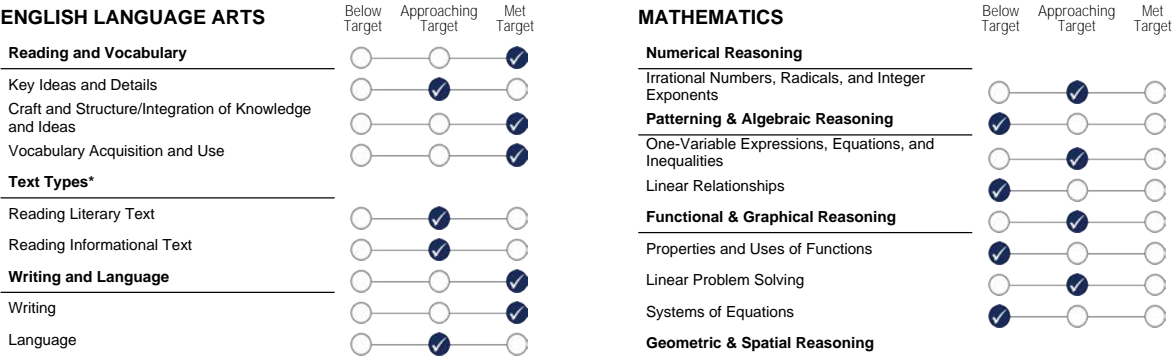 ENGLISH LANGUAGE ARTS
Below Target
Approaching Target
Met Target
Reading and Vocabulary
Key Ideas and Details
Craft and Structure/Integration of Knowledge
and Ideas
Vocabulary Acquisition and Use
Text Types*
Reading Literary Text
Reading Informational Text
Writing and Language
Writing
Language
MATHEMATICS
Below Target
Approaching Target
Met Target
Numerical Reasoning
Irrational Numbers, Radicals, and Integer
Exponents
Patterning & Algebraic Reasoning
One-Variable Expressions, Equations, and
Inequalities
Linear Relationships
Functional & Graphical Reasoning
Properties and Uses of Functions
Linear Problem Solving
Systems of Equations
Geometric & Spatial Reasoning